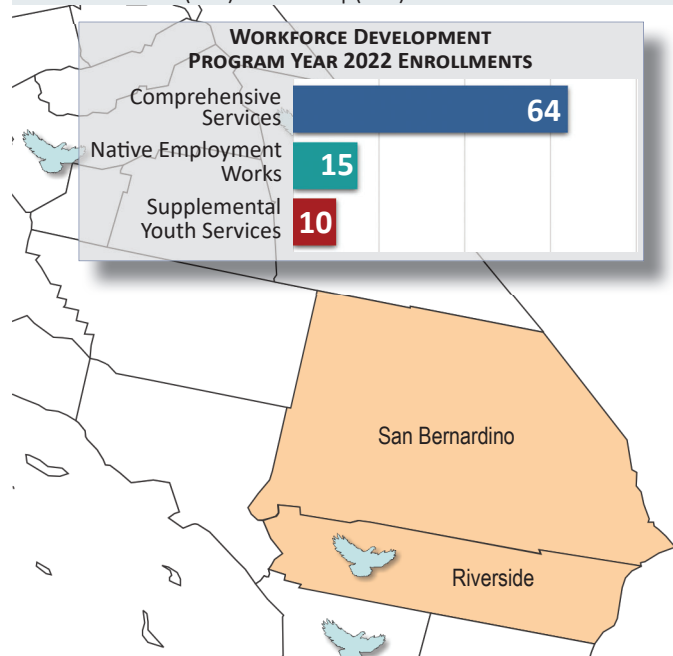 WORKFORCE DEVELOPMENT
PROGRAM YEAR 2022 ENROLLMENTS
Comprehensive
Services
64
Native Employment
Works
15
Supplemental
Youth Services
10
San Bernardino
Riverside